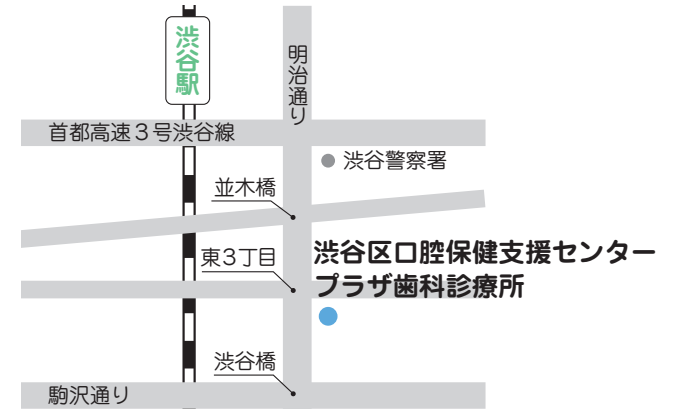 渋谷駅
明治通り
首都高速3号渋谷線
渋谷警察署
並木橋
東3丁目
渋谷区口腔保健支援センター
プラザ歯科診療所
渋谷橋
駒沢通り